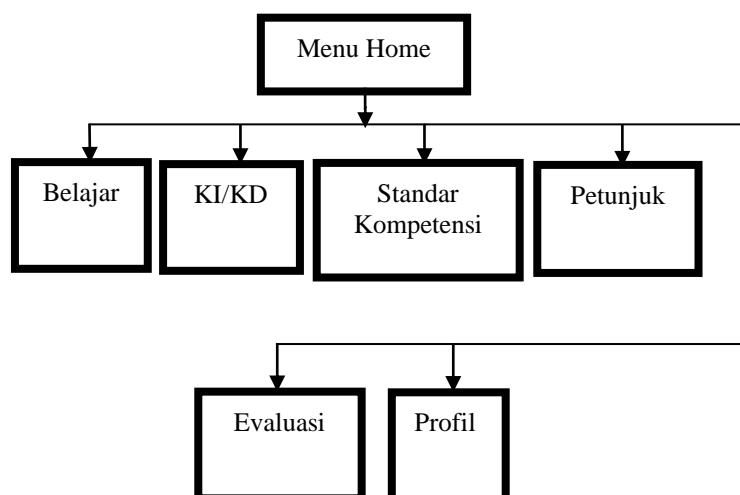 Menu Home
Belajar
KI/KD
Standar
Kompetensi
Petunjuk
Evaluasi
Profil